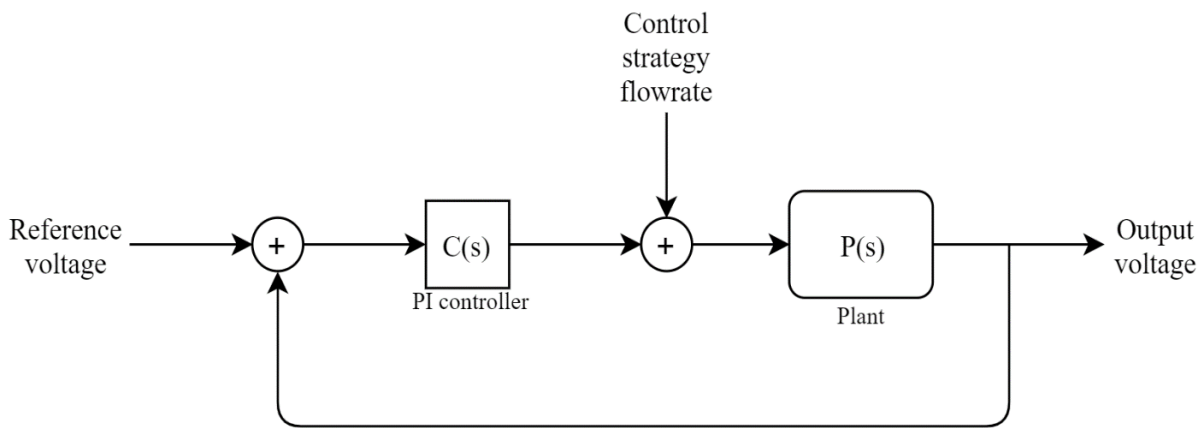 Control
strategy
flowrate
Reference
voltage
+
C(s)
PI controller
+
P(s)
Plant
Output
voltage